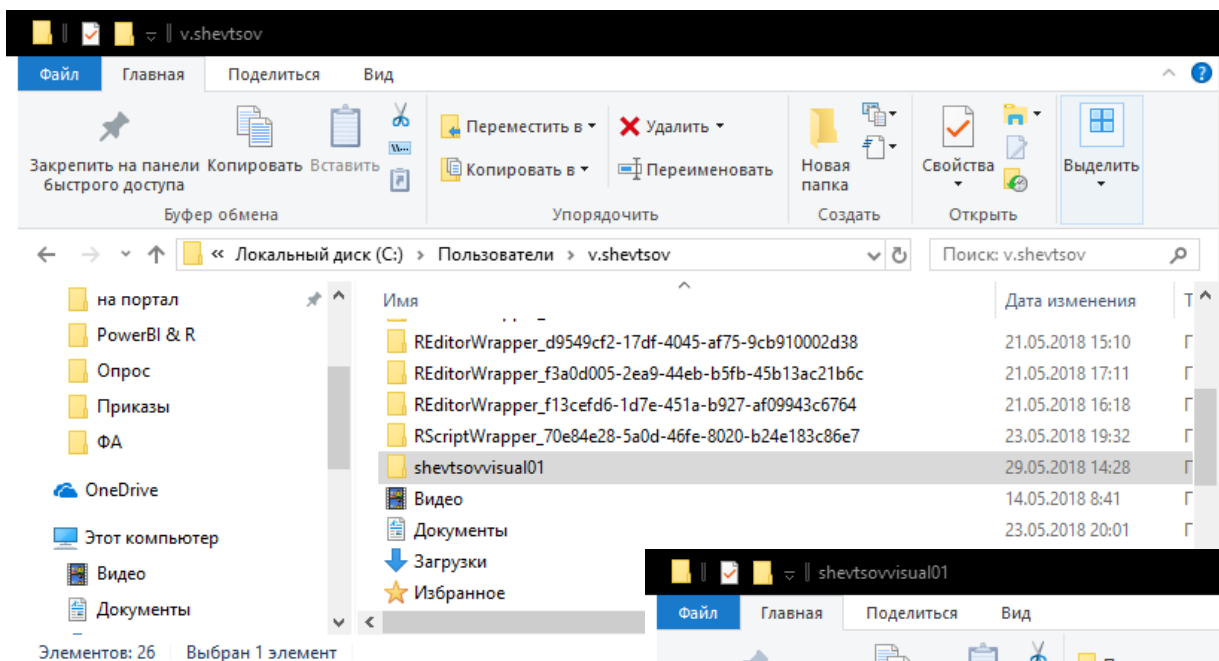 v.shevtsov
Файл Главная Поделиться Вид
Закрепить на панели быстрого доступа
Копировать
Вставить
Переместить в
Копировать в
Удалить
Переименовать
Новая папка
Свойства
Выделить
Буфер обмена Упорядочить Создать Открыть
« Локальный диск (C:) › Пользователи › v.shevtsov
Поиск: v.shevtsov
на портал
PowerBI & R
Опрос
Приказы
ФА
OneDrive
Этот компьютер
Видео
Документы
Имя Дата изменения Т
REditorWrapper_d9549cf2-17df-4045-af75-9cb910002d38 21.05.2018 15:10 Г
REditorWrapper_f3a0d005-2ea9-44eb-b5fb-45b13ac21b6c 21.05.2018 17:11 Г
REditorWrapper_f13cefd6-1d7e-451a-b927-af09943c6764 21.05.2018 16:18 Г
RScriptWrapper_70e84e28-5a0d-46fe-8020-b24e183c86e7 23.05.2018 19:32 Г
shevtsovvisual01 29.05.2018 14:28 Г
Видео 14.05.2018 8:41 Г
Документы 23.05.2018 20:01 Г
Загрузки
Избранное
Элементов: 26 Выбран 1 элемент
shevtsovvisual01
Файл Главная Поделиться Вид